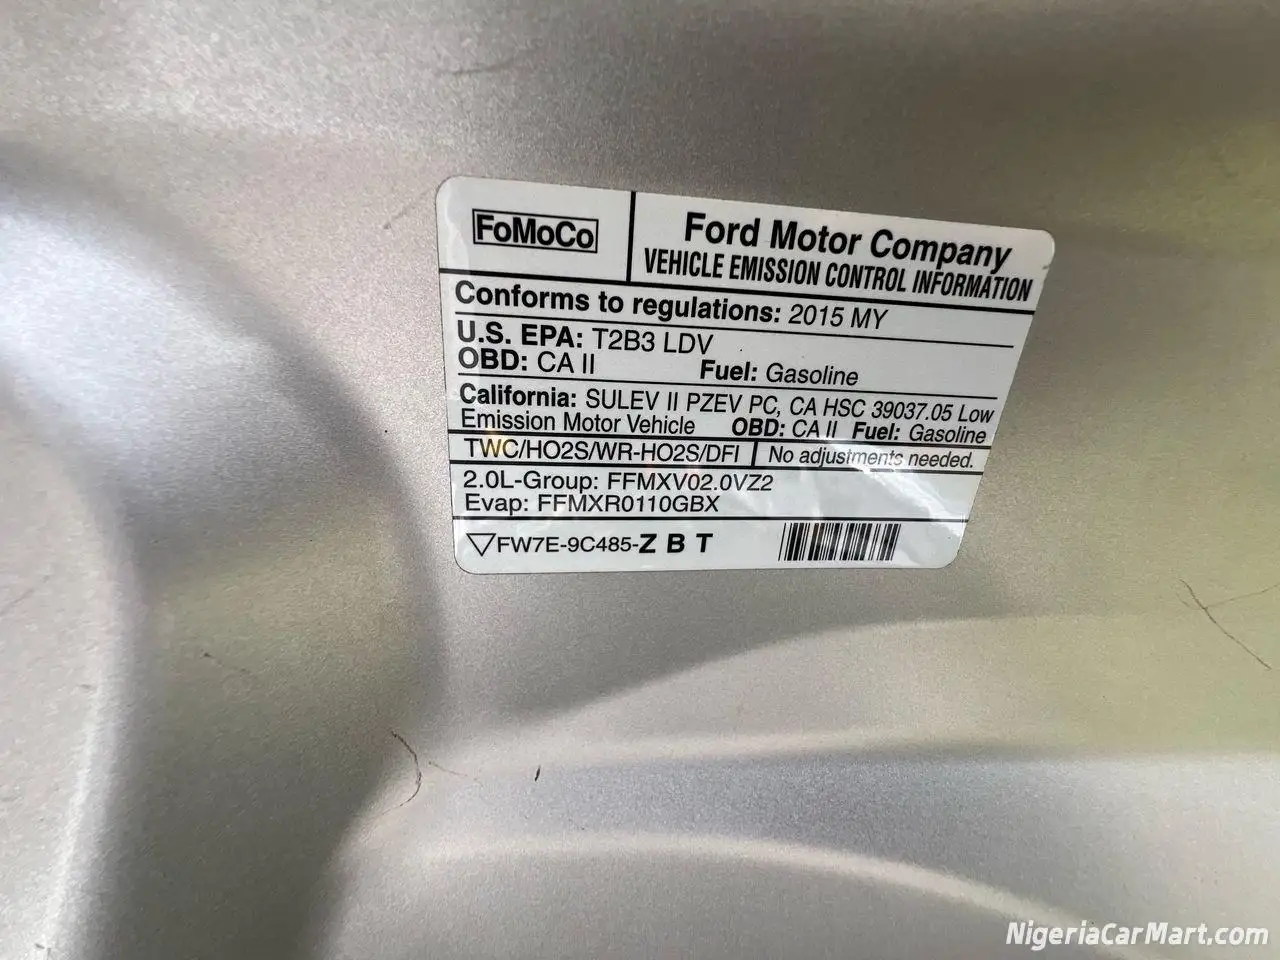 FoMoCo
Ford Motor Company
VEHICLE EMISSION CONTROL INFORMATION
Conforms to regulations: 2015 MY
U.S. EPA: T2B3 LDV
OBD: CA II Fuel: Gasoline
California: SULEV II PZEV PC, CA HSC 39037.05 Low
Emission Motor Vehicle OBD: CA II Fuel: Gasoline
TWC/HO2S/WR-HO2S/DFI No adjustments needed.
2.0L-Group: FFMXV02.0VZ2
Evap: FFMXR0110GBX
FW7E-9C485-Z B T
NigeriaCarMart.com